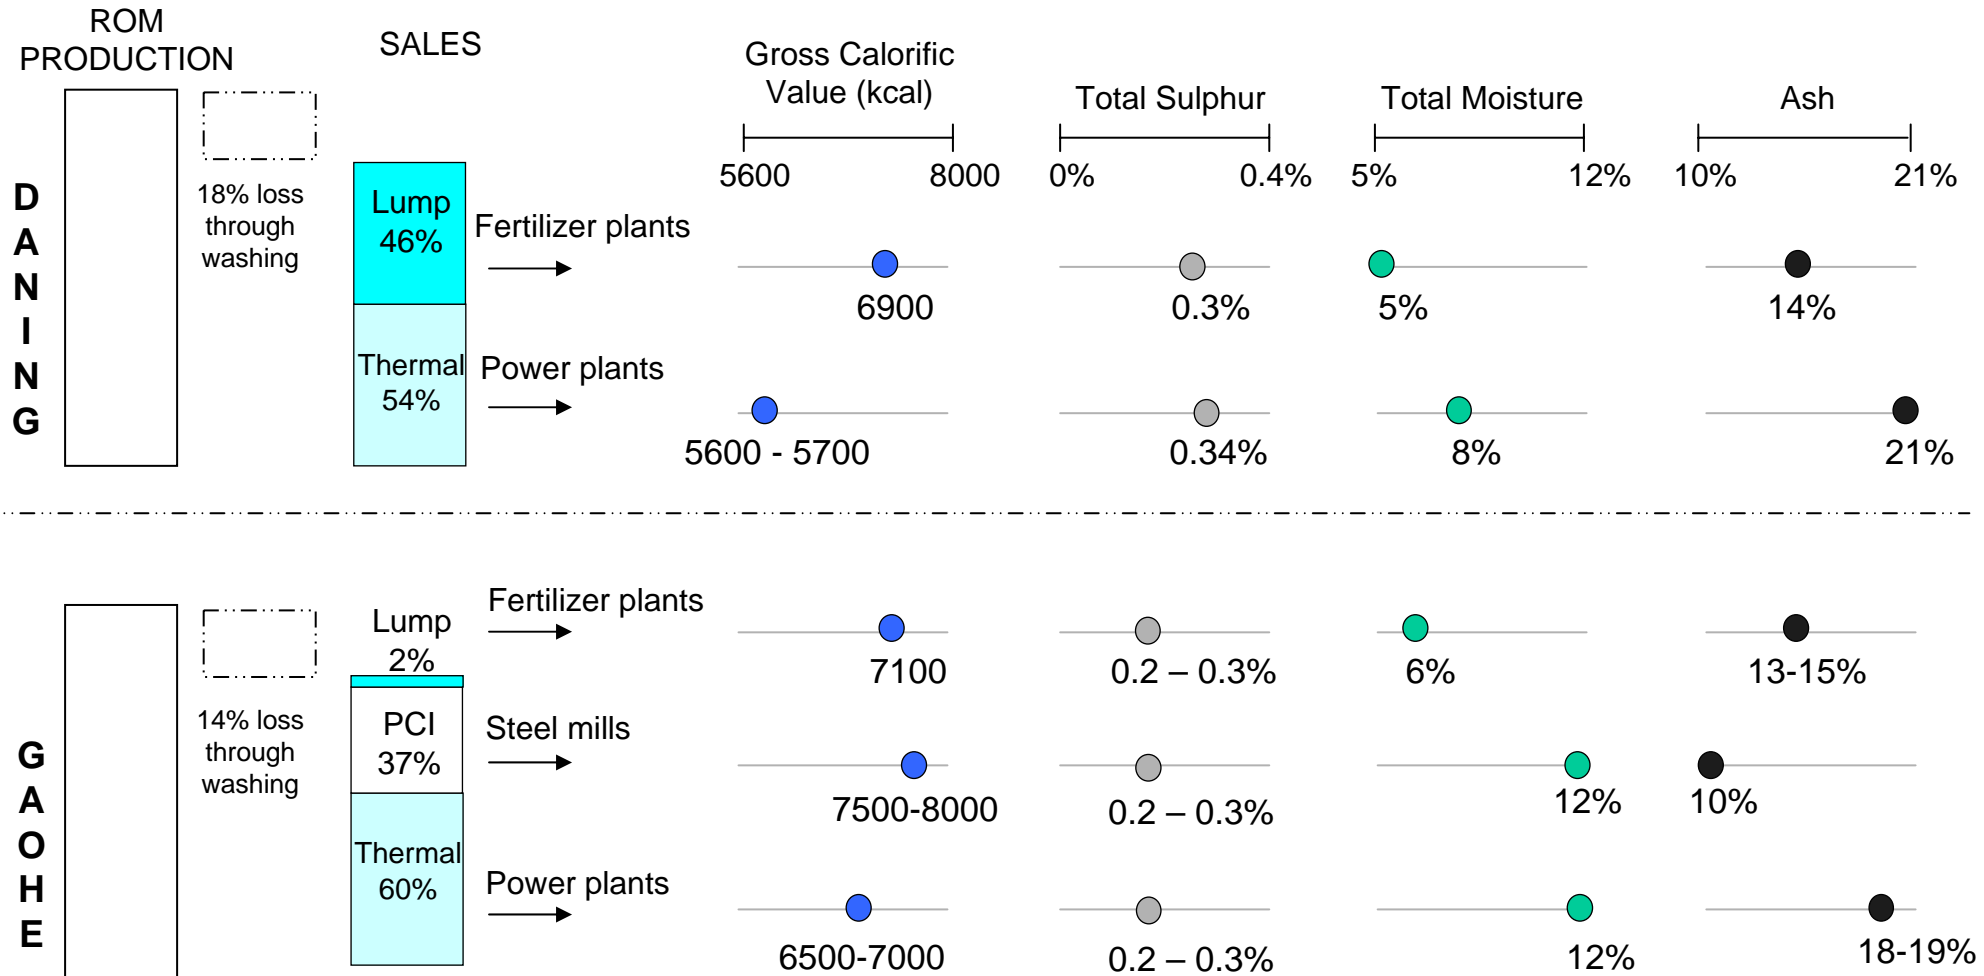 ROM
PRODUCTION
SALES
Gross Calorific
Value (kcal)
Total Sulphur
Total Moisture
Ash
5600
8000
0%
0.4%
5%
12%
10%
21%
DANING
18% loss
through
washing
Lump
46%
Fertilizer plants
6900
0.3%
5%
14%
Thermal
54%
Power plants
5600 - 5700
0.34%
8%
21%
GAOHE
14% loss
through
washing
Lump
2%
Fertilizer plants
7100
0.2 – 0.3%
6%
13-15%
PCI
37%
Steel mills
7500-8000
0.2 – 0.3%
12%
10%
Thermal
60%
Power plants
6500-7000
0.2 – 0.3%
12%
18-19%